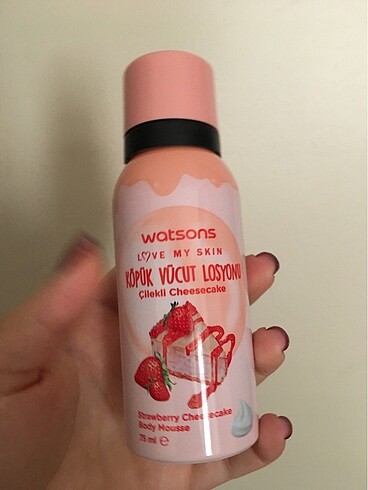 watsons
LOVE MY SKIN
KÖPÜK VÜCUT LOSYONU
Çilekli Cheesecake
Strawberry Cheesecake
Body Mousse
75 ml e